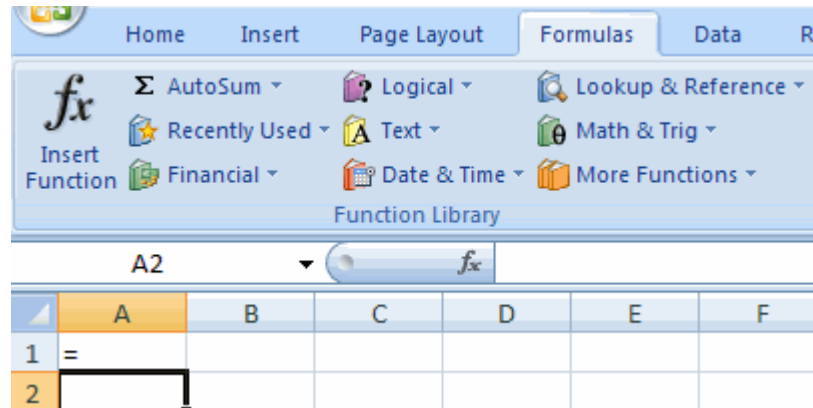 Home Insert Page Layout Formulas Data R
fx Insert Function
Σ AutoSum Logical Lookup & Reference
Recently Used A Text θ Math & Trig
Financial ? Date & Time More Functions
Function Library
A2 fx
A B C D E F
1 =
2